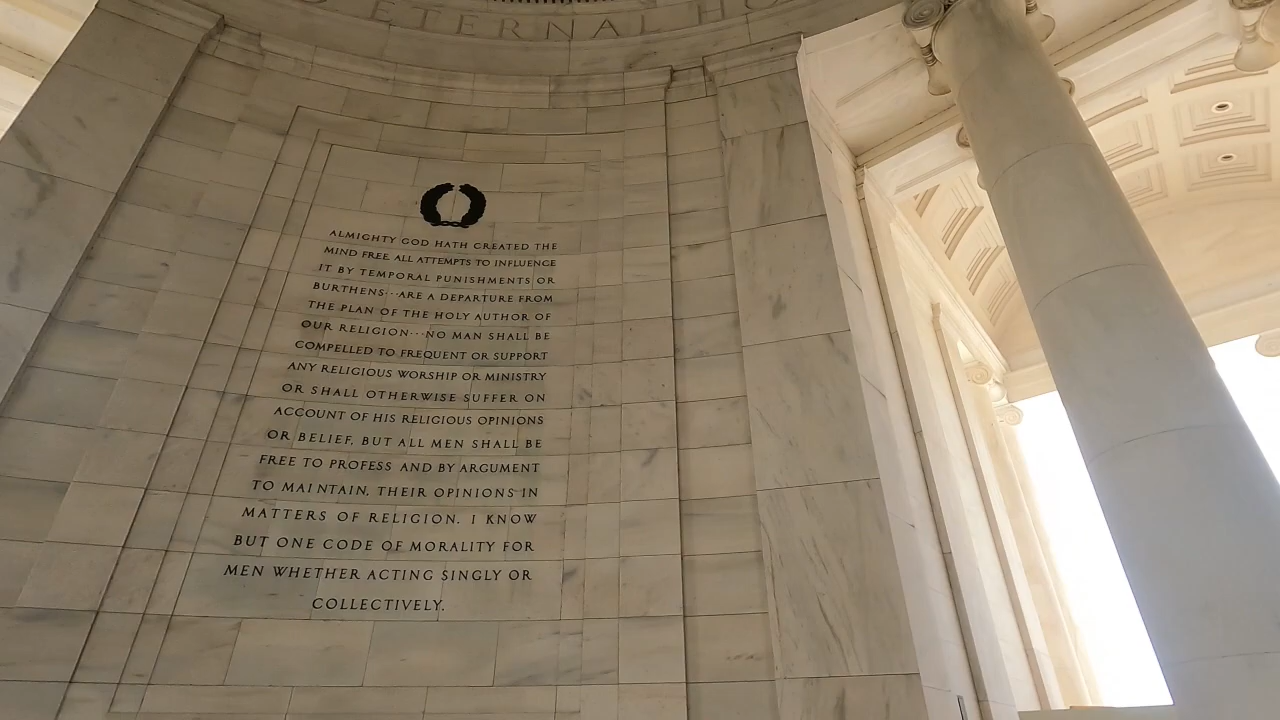 ETERNAL HO
ALMIGHTY GOD HATH CREATED THE
MIND FREE. ALL ATTEMPTS TO INFLUENCE
IT BY TEMPORAL PUNISHMENTS OR
BURTHENS···ARE A DEPARTURE FROM
THE PLAN OF THE HOLY AUTHOR OF
OUR RELIGION···NO MAN SHALL BE
COMPELLED TO FREQUENT OR SUPPORT
ANY RELIGIOUS WORSHIP OR MINISTRY
OR SHALL OTHERWISE SUFFER ON
ACCOUNT OF HIS RELIGIOUS OPINIONS
OR BELIEF, BUT ALL MEN SHALL BE
FREE TO PROFESS AND BY ARGUMENT
TO MAINTAIN, THEIR OPINIONS IN
MATTERS OF RELIGION. I KNOW
BUT ONE CODE OF MORALITY FOR
MEN WHETHER ACTING SINGLY OR
COLLECTIVELY.